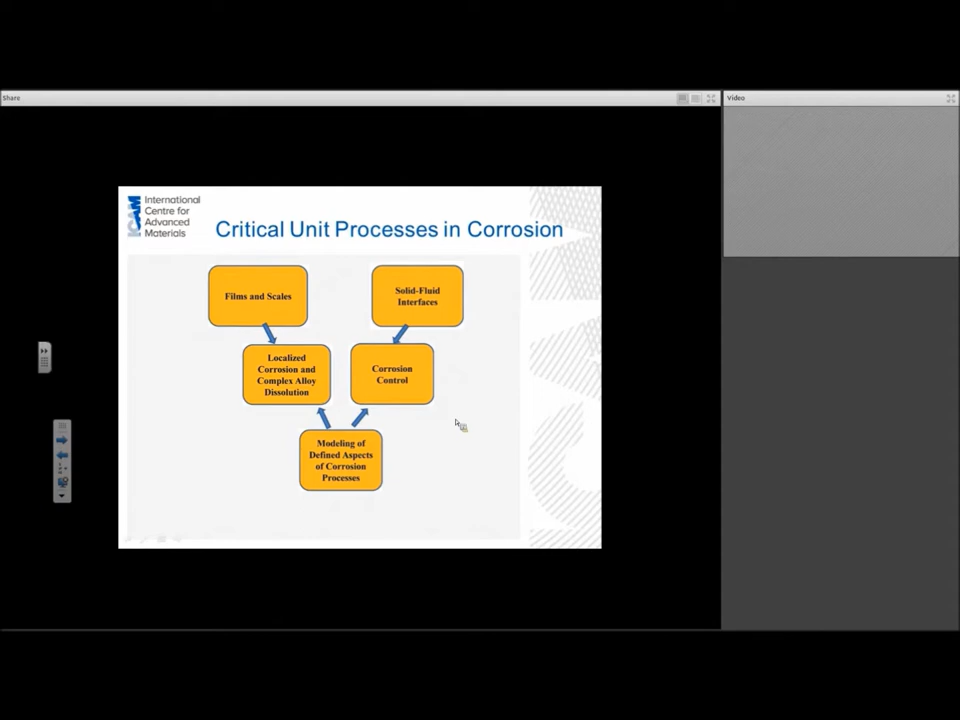 Share
Video
International
Centre for
Advanced
Materials
ICAM
Critical Unit Processes in Corrosion
Films and Scales
Solid-Fluid
Interfaces
Localized
Corrosion and
Complex Alloy
Dissolution
Corrosion
Control
Modeling of
Defined Aspects
of Corrosion
Processes